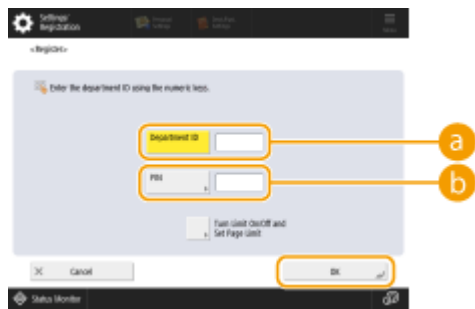 Settings/
Registration
<Register>
Enter the department ID using the numeric keys.
Department ID
a
PIN
b
Turn Limit On/Off and
Set Page Limit
Cancel
OK
Status Monitor